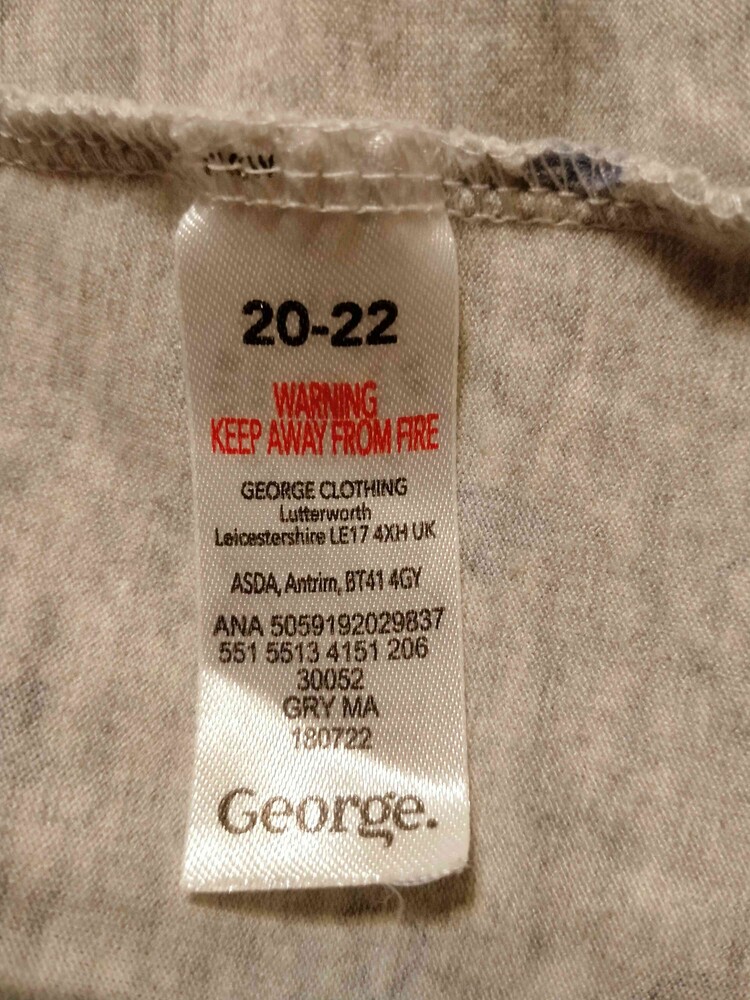 20-22
WARNING
KEEP AWAY FROM FIRE
GEORGE CLOTHING
Lutterworth
Leicestershire LE17 4XH UK
ASDA, Antrim, BT41 4GY
ANA 5059192029837
551 5513 4151 206
30052
GRY MA
180722
George.